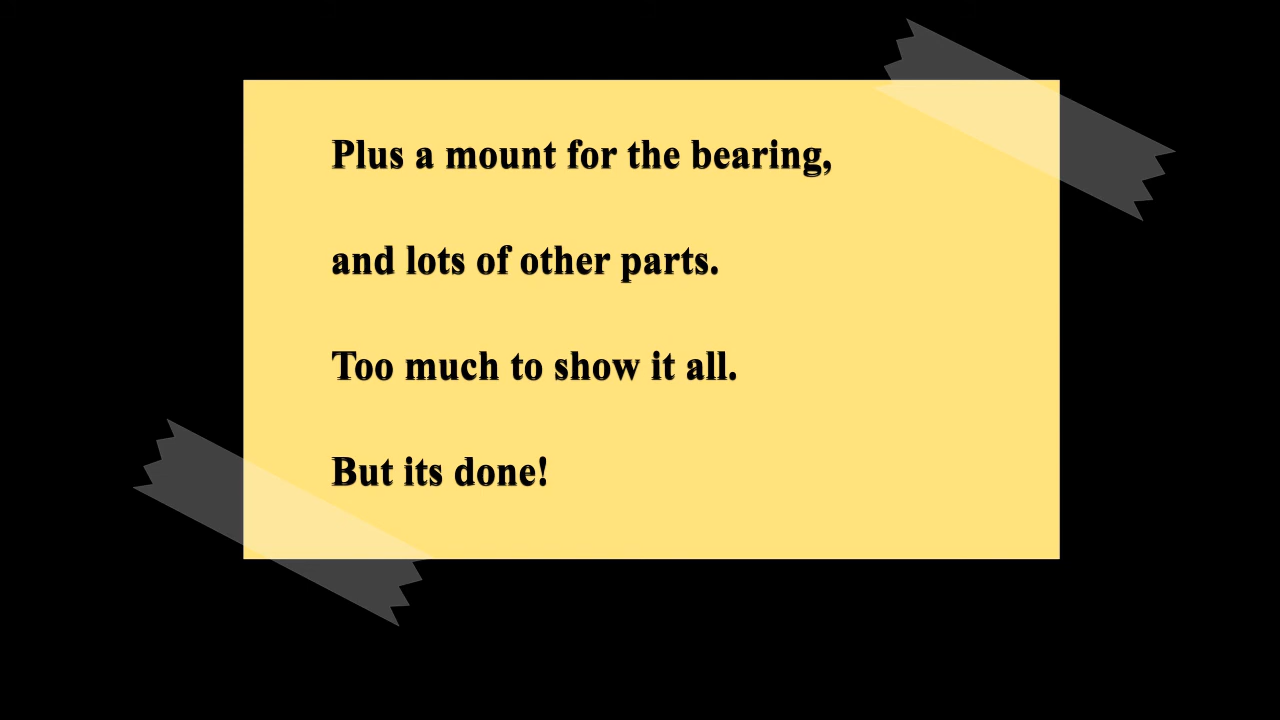 Plus a mount for the bearing,
and lots of other parts.
Too much to show it all.
But its done!